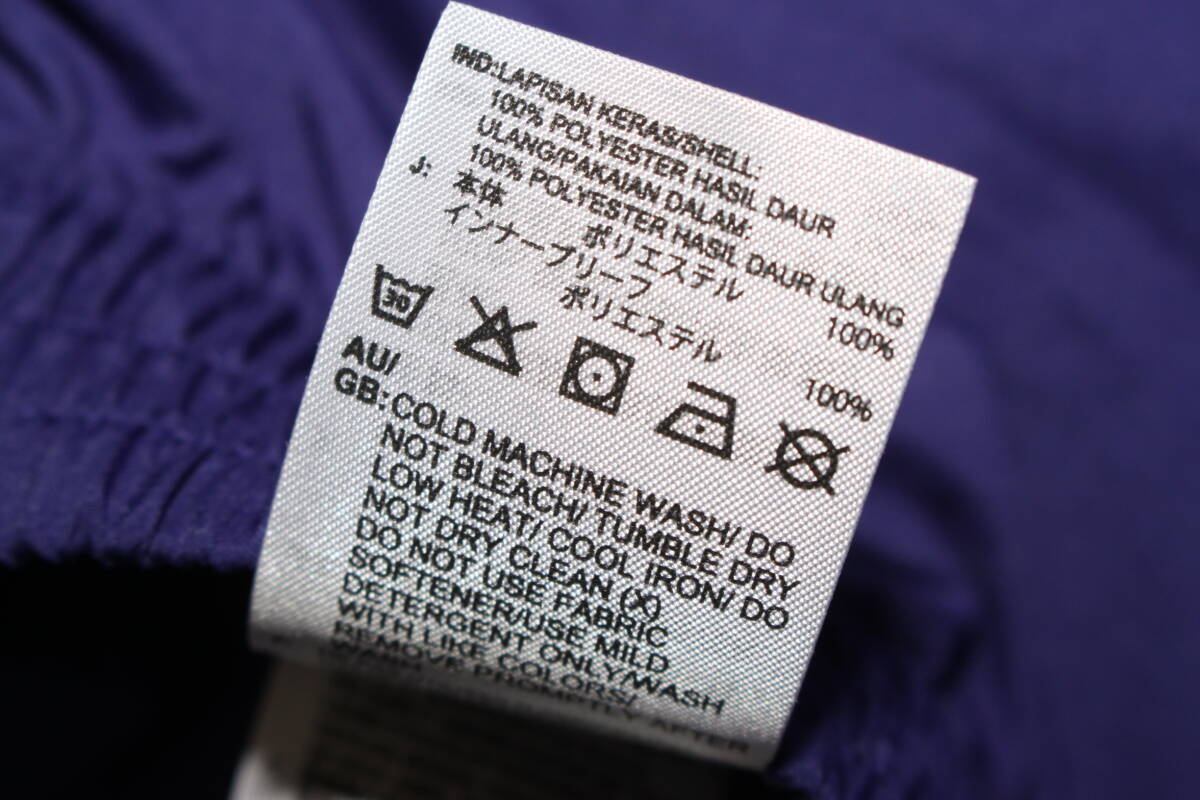 IND: LAPISAN KERAS/SHELL:
100% POLYESTER HASIL DAUR
ULANG/PAKAIAN DALAM:
100% POLYESTER HASIL DAUR ULANG
J: 本体
ポリエステル 100%
インナーブリーフ
ポリエステル 100%
30
AU/
GB: COLD MACHINE WASH/ DO
NOT BLEACH/ TUMBLE DRY
LOW HEAT/ COOL IRON/ DO
NOT DRY CLEAN (X)
DO NOT USE FABRIC
SOFTENER/USE MILD
DETERGENT ONLY/WASH
WITH LIKE COLORS/
REMOVE PROMPTLY AFTER